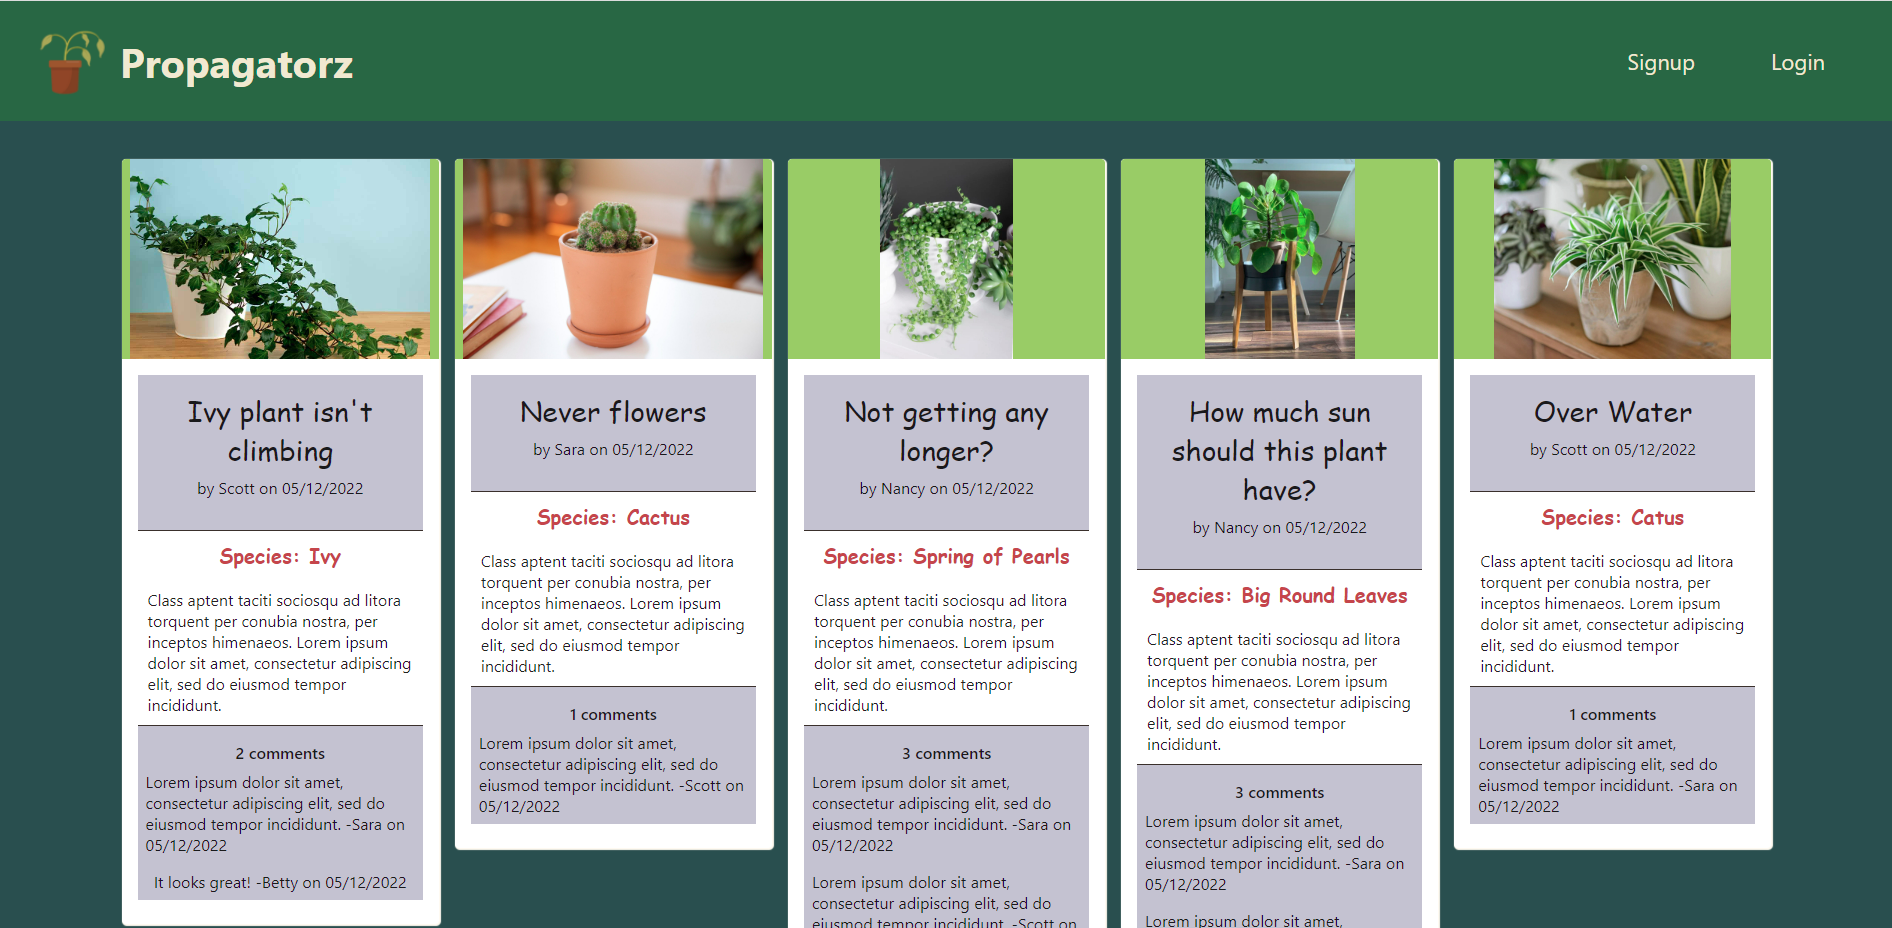 Propagatorz
Signup
Login
Ivy plant isn't
climbing
by Scott on 05/12/2022
Species: Ivy
Class aptent taciti sociosqu ad litora
torquent per conubia nostra, per
inceptos himenaeos. Lorem ipsum
dolor sit amet, consectetur adipiscing
elit, sed do eiusmod tempor
incididunt.
2 comments
Lorem ipsum dolor sit amet,
consectetur adipiscing elit, sed do
eiusmod tempor incididunt. -Sara on
05/12/2022
It looks great! -Betty on 05/12/2022
Never flowers
by Sara on 05/12/2022
Species: Cactus
Class aptent taciti sociosqu ad litora
torquent per conubia nostra, per
inceptos himenaeos. Lorem ipsum
dolor sit amet, consectetur adipiscing
elit, sed do eiusmod tempor
incididunt.
1 comments
Lorem ipsum dolor sit amet,
consectetur adipiscing elit, sed do
eiusmod tempor incididunt. -Scott on
05/12/2022
Not getting any
longer?
by Nancy on 05/12/2022
Species: Spring of Pearls
Class aptent taciti sociosqu ad litora
torquent per conubia nostra, per
inceptos himenaeos. Lorem ipsum
dolor sit amet, consectetur adipiscing
elit, sed do eiusmod tempor
incididunt.
3 comments
Lorem ipsum dolor sit amet,
consectetur adipiscing elit, sed do
eiusmod tempor incididunt. -Sara on
05/12/2022
Lorem ipsum dolor sit amet,
consectetur adipiscing elit, sed do
eiusmod tempor incididunt. -Scott on
How much sun
should this plant
have?
by Nancy on 05/12/2022
Species: Big Round Leaves
Class aptent taciti sociosqu ad litora
torquent per conubia nostra, per
inceptos himenaeos. Lorem ipsum
dolor sit amet, consectetur adipiscing
elit, sed do eiusmod tempor
incididunt.
3 comments
Lorem ipsum dolor sit amet,
consectetur adipiscing elit, sed do
eiusmod tempor incididunt. -Sara on
05/12/2022
Lorem ipsum dolor sit amet,
Over Water
by Scott on 05/12/2022
Species: Catus
Class aptent taciti sociosqu ad litora
torquent per conubia nostra, per
inceptos himenaeos. Lorem ipsum
dolor sit amet, consectetur adipiscing
elit, sed do eiusmod tempor
incididunt.
1 comments
Lorem ipsum dolor sit amet,
consectetur adipiscing elit, sed do
eiusmod tempor incididunt. -Sara on
05/12/2022